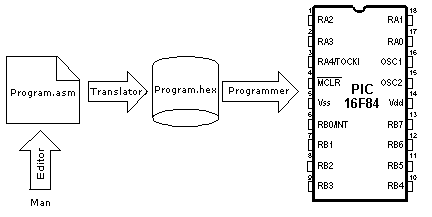 Program.asm
Translator
Program.hex
Programmer
Editor
Man
1 RA2 RA1 18
2 RA3 RA0 17
3 RA4/TOCKI OSC1 16
4 MCLR OSC2 15
PIC
16F84
5 Vss Vdd 14
6 RB0/INT RB7 13
7 RB1 RB6 12
8 RB2 RB5 11
9 RB3 RB4 10